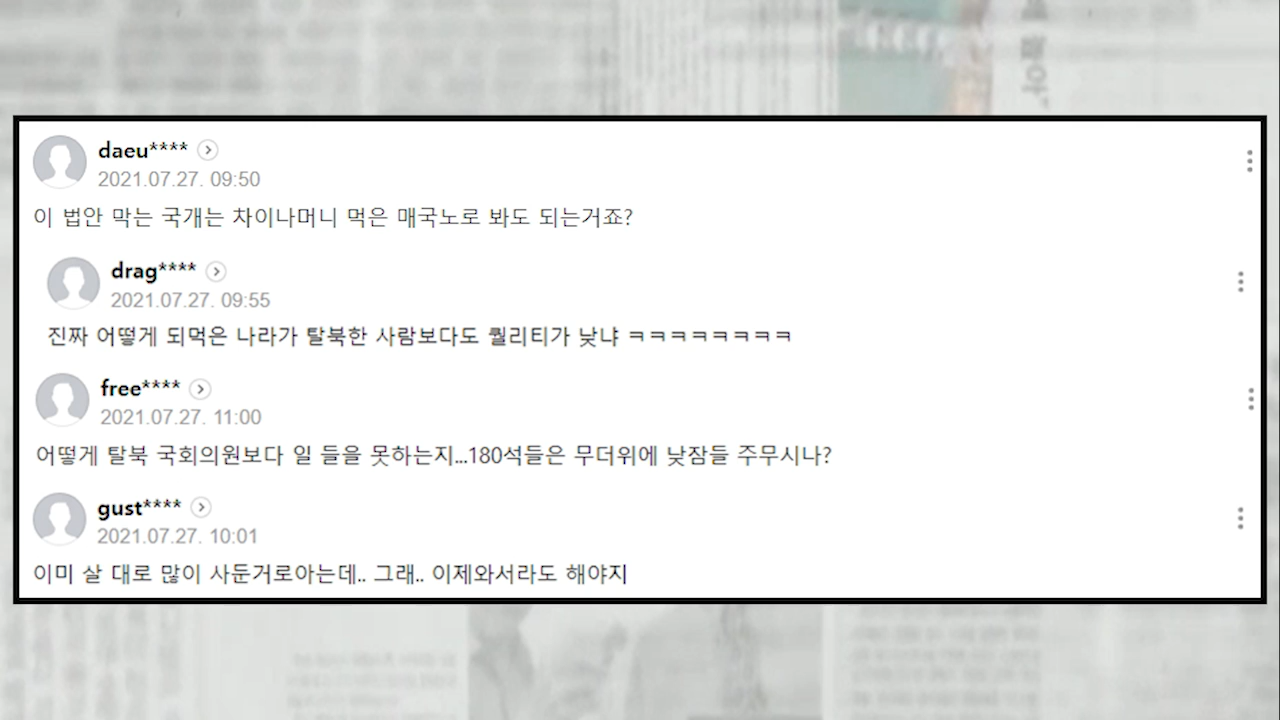 daeu****
2021.07.27. 09:50
이 법안 막는 국개는 차이나머니 먹은 매국노로 봐도 되는거죠?
drag****
2021.07.27. 09:55
진짜 어떻게 되먹은 나라가 탈북한 사람보다도 퀄리티가 낮냐 ㅋㅋㅋㅋㅋㅋㅋㅋ
free****
2021.07.27. 11:00
어떻게 탈북 국회의원보다 일 들을 못하는지...180석들은 무더위에 낮잠들 주무시나?
gust****
2021.07.27. 10:01
이미 살 대로 많이 사둔거로아는데.. 그래.. 이제와서라도 해야지